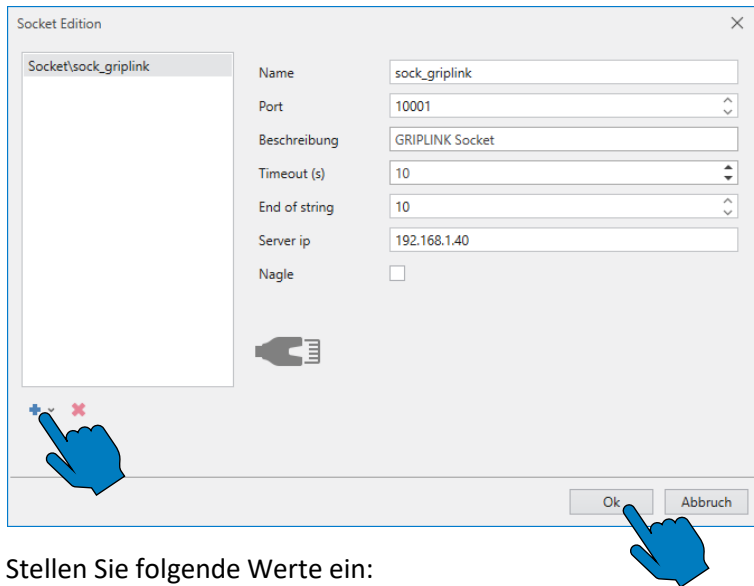 Socket Edition
Socket\sock_griplink
Name sock_griplink
Port 10001
Beschreibung GRIPLINK Socket
Timeout (s) 10
End of string 10
Server ip 192.168.1.40
Nagle
Ok Abbruch
Stellen Sie folgende Werte ein: